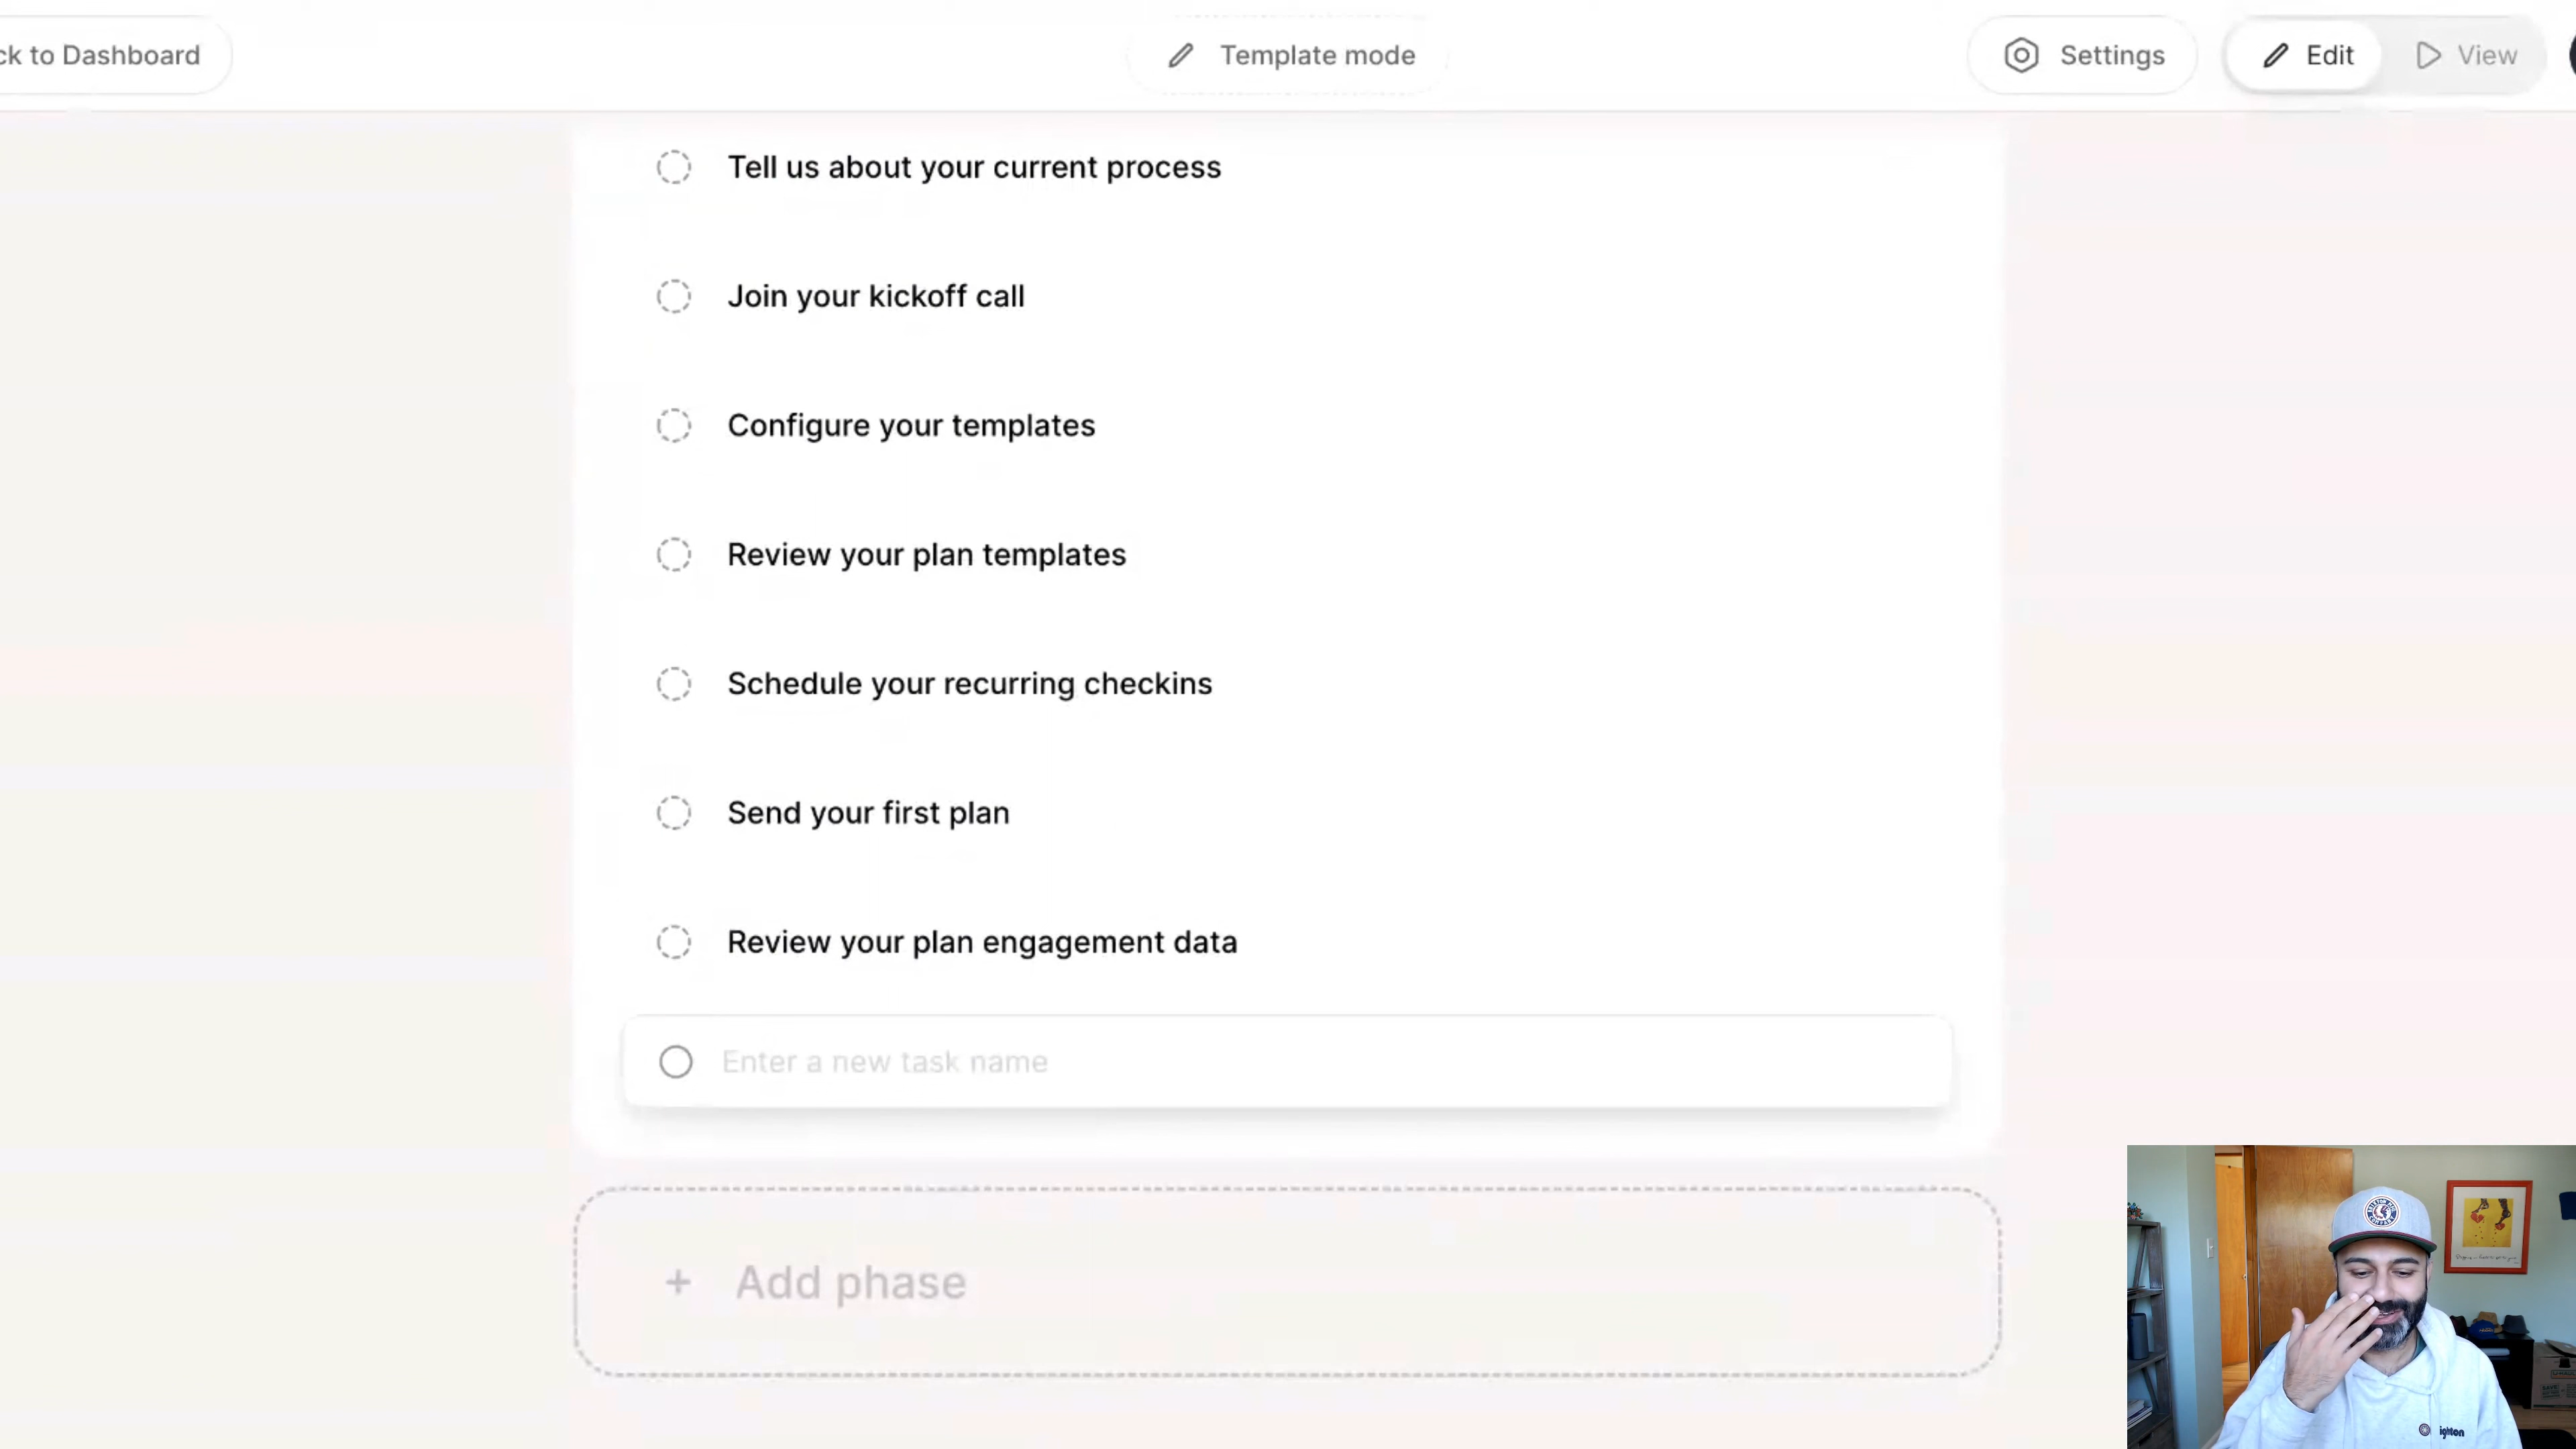 ck to Dashboard
Template mode
Settings
Edit
View
Tell us about your current process
Join your kickoff call
Configure your templates
Review your plan templates
Schedule your recurring checkins
Send your first plan
Review your plan engagement data
Enter a new task name
+ Add phase
ighton